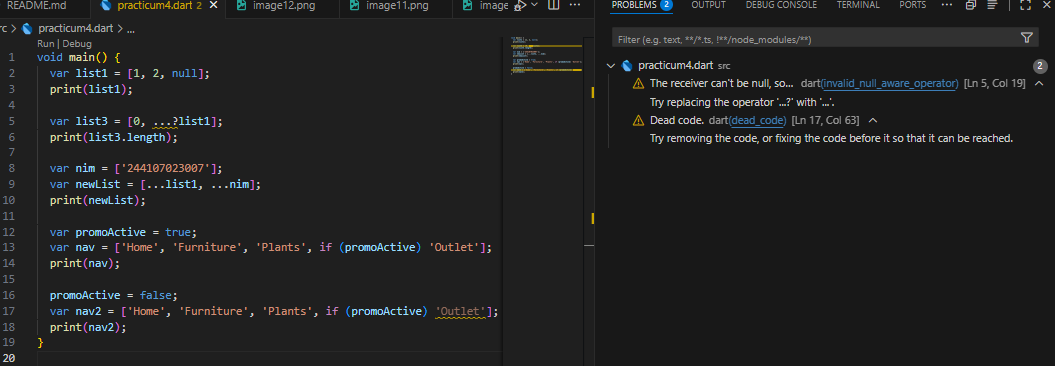 README.md practicum4.dart 2 image12.png image11.png image
src > practicum4.dart > ...
Run | Debug
1 void main() {
2 var list1 = [1, 2, null];
3 print(list1);
4
5 var list3 = [0, ...?list1];
6 print(list3.length);
7
8 var nim = ['244107023007'];
9 var newList = [...list1, ...nim];
10 print(newList);
11
12 var promoActive = true;
13 var nav = ['Home', 'Furniture', 'Plants', if (promoActive) 'Outlet'];
14 print(nav);
15
16 promoActive = false;
17 var nav2 = ['Home', 'Furniture', 'Plants', if (promoActive) 'Outlet'];
18 print(nav2);
19 }
20
PROBLEMS 2 OUTPUT DEBUG CONSOLE TERMINAL PORTS ...
Filter (e.g. text, **/*.ts, !**/node_modules/**)
practicum4.dart src 2
The receiver can't be null, so... dart(invalid_null_aware_operator) [Ln 5, Col 19]
Try replacing the operator '...?' with '...'.
Dead code. dart(dead_code) [Ln 17, Col 63]
Try removing the code, or fixing the code before it so that it can be reached.